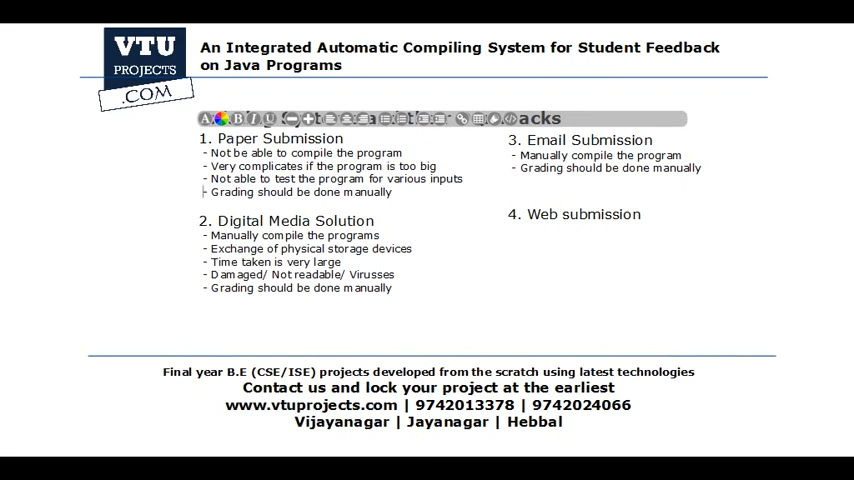 VTU
PROJECTS
.COM
An Integrated Automatic Compiling System for Student Feedback
on Java Programs
1. Paper Submission
- Not be able to compile the program
- Very complicates if the program is too big
- Not able to test the program for various inputs
- Grading should be done manually
2. Digital Media Solution
- Manually compile the programs
- Exchange of physical storage devices
- Time taken is very large
- Damaged/ Not readable/ Virusses
- Grading should be done manually
3. Email Submission
- Manually compile the program
- Grading should be done manually
4. Web submission
Final year B.E (CSE/ISE) projects developed from the scratch using latest technologies
Contact us and lock your project at the earliest
www.vtuprojects.com | 9742013378 | 9742024066
Vijayanagar | Jayanagar | Hebbal